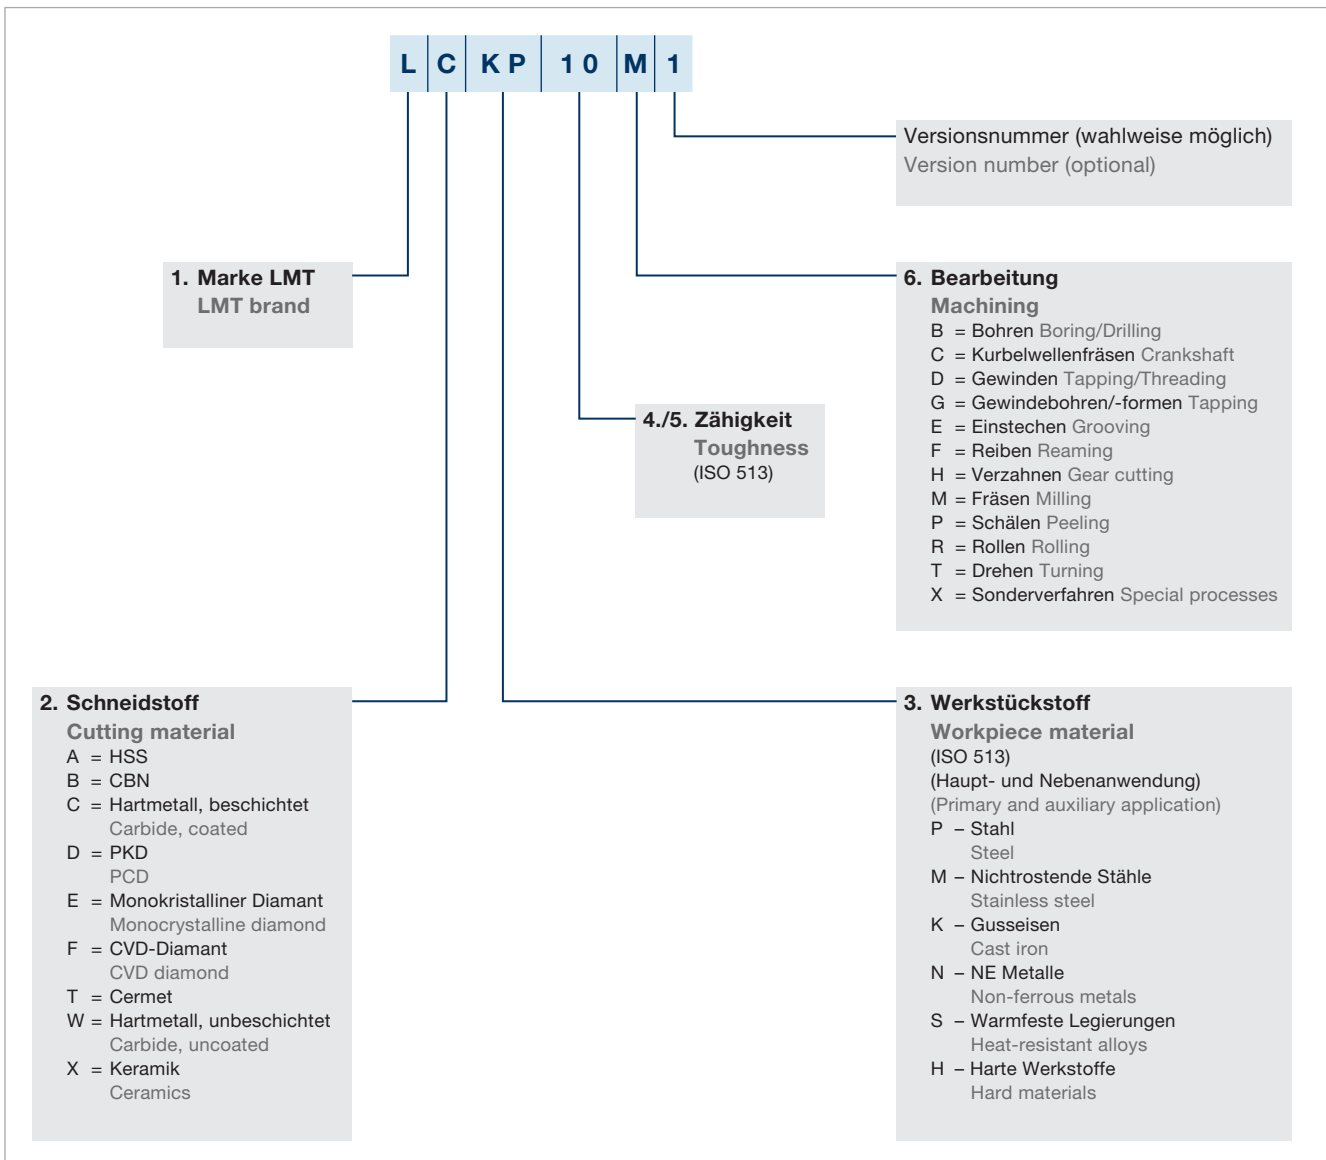 L C K P 1 0 M 1
Versionsnummer (wahlweise möglich)
Version number (optional)
1. Marke LMT
LMT brand
6. Bearbeitung
Machining
B = Bohren Boring/Drilling
C = Kurbelwellenfräsen Crankshaft
D = Gewinden Tapping/Threading
G = Gewindebohren/-formen Tapping
E = Einstechen Grooving
F = Reiben Reaming
H = Verzahnen Gear cutting
M = Fräsen Milling
P = Schälen Peeling
R = Rollen Rolling
T = Drehen Turning
X = Sonderverfahren Special processes
4./5. Zähigkeit
Toughness
(ISO 513)
2. Schneidstoff
Cutting material
A = HSS
B = CBN
C = Hartmetall, beschichtet
Carbide, coated
D = PKD
PCD
E = Monokristalliner Diamant
Monocrystalline diamond
F = CVD-Diamant
CVD diamond
T = Cermet
W = Hartmetall, unbeschichtet
Carbide, uncoated
X = Keramik
Ceramics
3. Werkstückstoff
Workpiece material
(ISO 513)
(Haupt- und Nebenanwendung)
(Primary and auxiliary application)
P – Stahl
Steel
M – Nichtrostende Stähle
Stainless steel
K – Gusseisen
Cast iron
N – NE Metalle
Non-ferrous metals
S – Warmfeste Legierungen
Heat-resistant alloys
H – Harte Werkstoffe
Hard materials